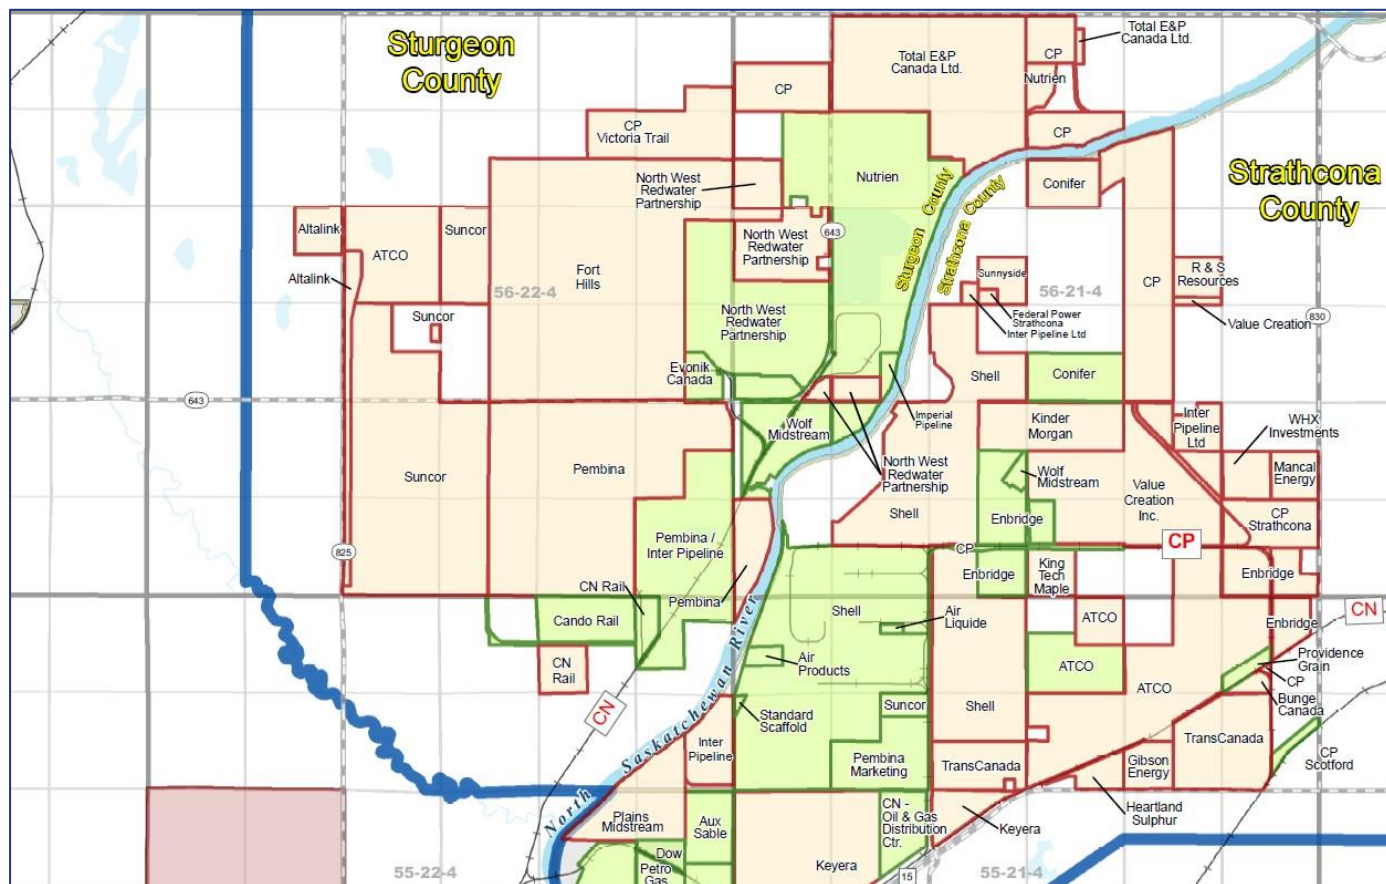 Sturgeon
County
Total E&P
Canada Ltd.
Total E&P
Canada Ltd.
CP
CP
Nutrien
CP
Victoria Trail
CP
Strathcona
County
North West
Redwater
Partnership
Nutrien
Conifer
Altalink
ATCO
Suncor
Altalink
North West
Redwater
Partnership
643
Sturgeon County
Strathcona County
Fort
Hills
56-22-4
Sunnyside
56-21-4
CP
R & S
Resources
Suncor
North West
Redwater
Partnership
Federal Power
Strathcona
Inter Pipeline Ltd
Value Creation
830
Evonik
Canada
Shell
Conifer
643
Imperial
Pipeline
Wolf
Midstream
Kinder
Morgan
Inter
Pipeline
Ltd
WHX
Investments
Suncor
Pembina
North West
Redwater
Partnership
Wolf
Midstream
Value
Creation
Inc.
Mancal
Energy
Shell
Enbridge
CP
Strathcona
Pembina /
Inter Pipeline
825
CP
CP
CN Rail
Pembina
Enbridge
King
Tech
Maple
Enbridge
Cando Rail
Shell
Air
Liquide
ATCO
Enbridge
CN
CN
Rail
Air
Products
ATCO
ATCO
Providence
Grain
CP
Bunge
Canada
CN
Standard
Scaffold
Suncor
Shell
Inter
Pipeline
TransCanada
CP
Scotford
North Saskatchewan River
Pembina
Marketing
TransCanada
Gibson
Energy
Plains
Midstream
Aux
Sable
CN -
Oil & Gas
Distribution
Ctr.
Keyera
Heartland
Sulphur
Dow
Petro
Gas
Keyera
55-22-4
15
55-21-4